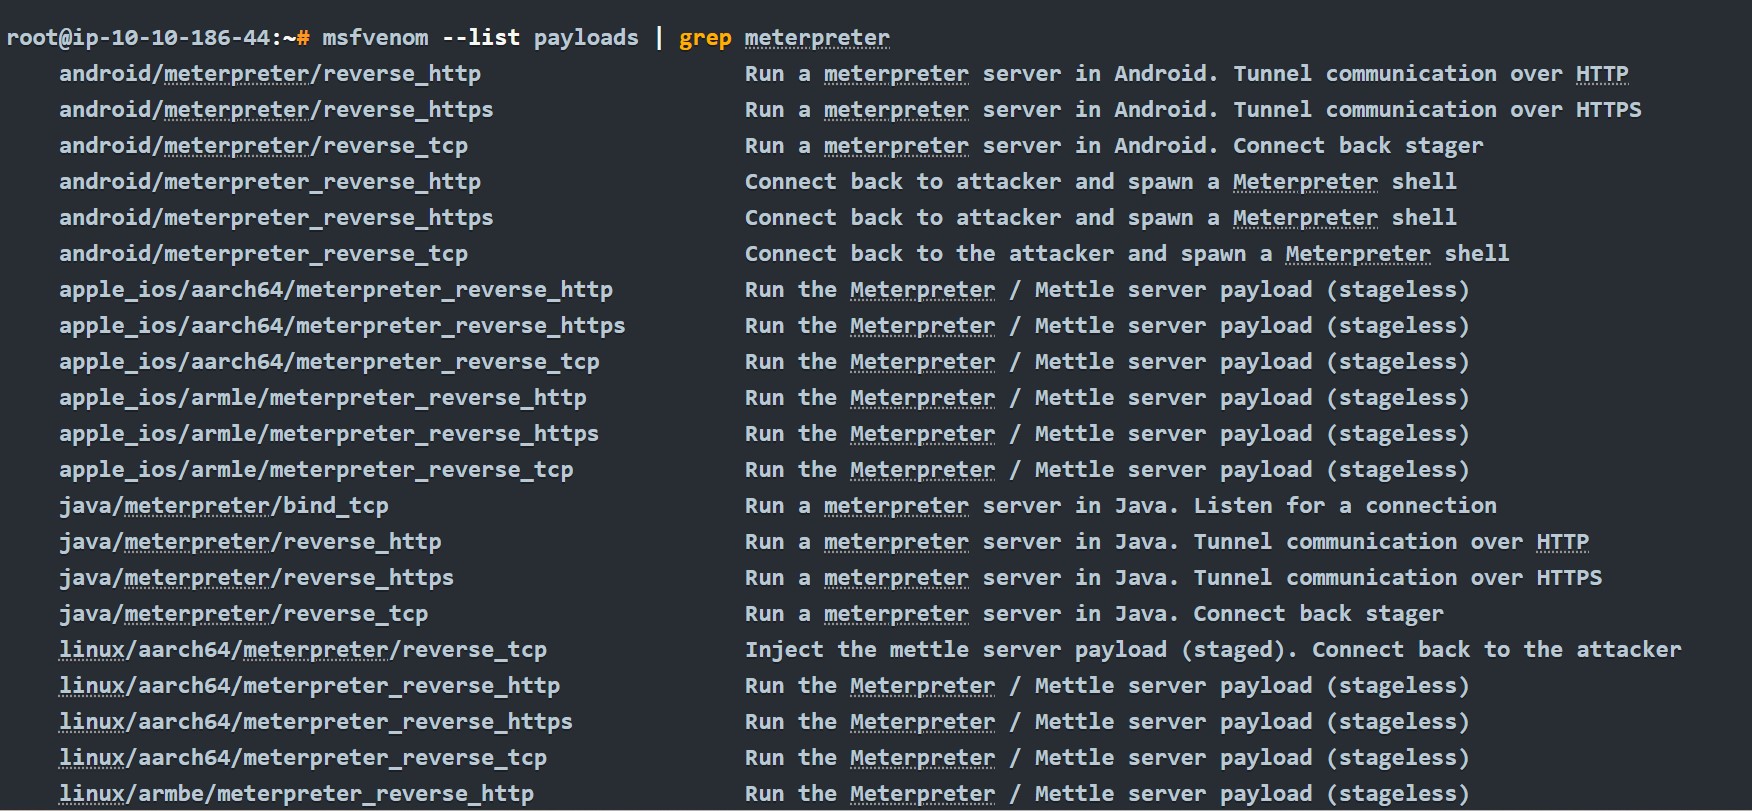 root@ip-10-10-186-44:~# msfvenom --list payloads | grep meterpreter
    android/meterpreter/reverse_http                    Run a meterpreter server in Android. Tunnel communication over HTTP
    android/meterpreter/reverse_https                   Run a meterpreter server in Android. Tunnel communication over HTTPS
    android/meterpreter/reverse_tcp                     Run a meterpreter server in Android. Connect back stager
    android/meterpreter_reverse_http                    Connect back to attacker and spawn a Meterpreter shell
    android/meterpreter_reverse_https                   Connect back to attacker and spawn a Meterpreter shell
    android/meterpreter_reverse_tcp                     Connect back to the attacker and spawn a Meterpreter shell
    apple_ios/aarch64/meterpreter_reverse_http          Run the Meterpreter / Mettle server payload (stageless)
    apple_ios/aarch64/meterpreter_reverse_https         Run the Meterpreter / Mettle server payload (stageless)
    apple_ios/aarch64/meterpreter_reverse_tcp           Run the Meterpreter / Mettle server payload (stageless)
    apple_ios/armle/meterpreter_reverse_http            Run the Meterpreter / Mettle server payload (stageless)
    apple_ios/armle/meterpreter_reverse_https           Run the Meterpreter / Mettle server payload (stageless)
    apple_ios/armle/meterpreter_reverse_tcp             Run the Meterpreter / Mettle server payload (stageless)
    java/meterpreter/bind_tcp                           Run a meterpreter server in Java. Listen for a connection
    java/meterpreter/reverse_http                       Run a meterpreter server in Java. Tunnel communication over HTTP
    java/meterpreter/reverse_https                      Run a meterpreter server in Java. Tunnel communication over HTTPS
    java/meterpreter/reverse_tcp                        Run a meterpreter server in Java. Connect back stager
    linux/aarch64/meterpreter/reverse_tcp               Inject the mettle server payload (staged). Connect back to the attacker
    linux/aarch64/meterpreter_reverse_http              Run the Meterpreter / Mettle server payload (stageless)
    linux/aarch64/meterpreter_reverse_https             Run the Meterpreter / Mettle server payload (stageless)
    linux/aarch64/meterpreter_reverse_tcp               Run the Meterpreter / Mettle server payload (stageless)
    linux/armbe/meterpreter_reverse_http                Run the Meterpreter / Mettle server payload (stageless)